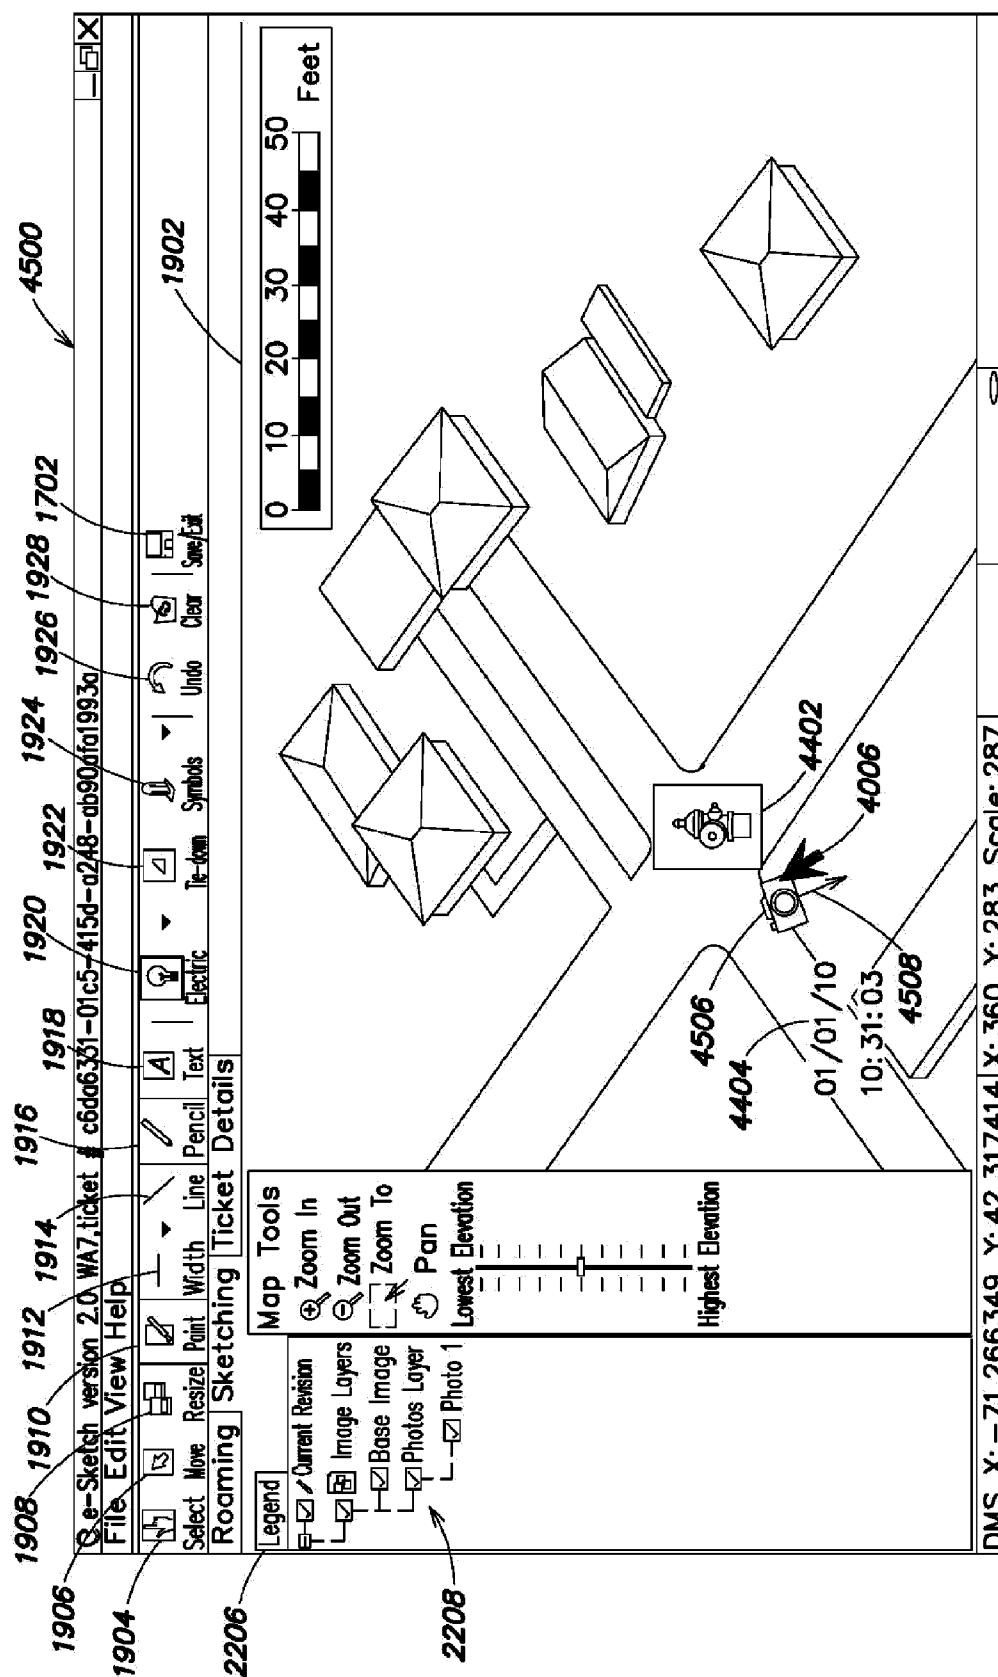 4500
e-Sketch version 2.0 WA7.ticket # c6da6331-01c5-415d-a248-ab90dfa1993a
File Edit View Help
1904
1906
1908
1910
1912
1914
1916
1918
1920
1922
1924
1926
1928
1702
Select Move Resize Paint Width Line Pencil Text Electric Tie-down Symbols Undo Clear Save/Exit
Roaming Sketching Ticket Details
1902
2206
Legend
Current Revision
Image Layers
Base Image
Photos Layer
Photo 1
2208
Map Tools
Zoom In
Zoom Out
Zoom To
Pan
Lowest Elevation
Highest Elevation
0 10 20 30 40 50
Feet
4402
4006
4506
4404
4508
01/01/10
10:31:03
DMS X: -71.266349 Y: 42.317414 X: 360 Y: 283 Scale: 287